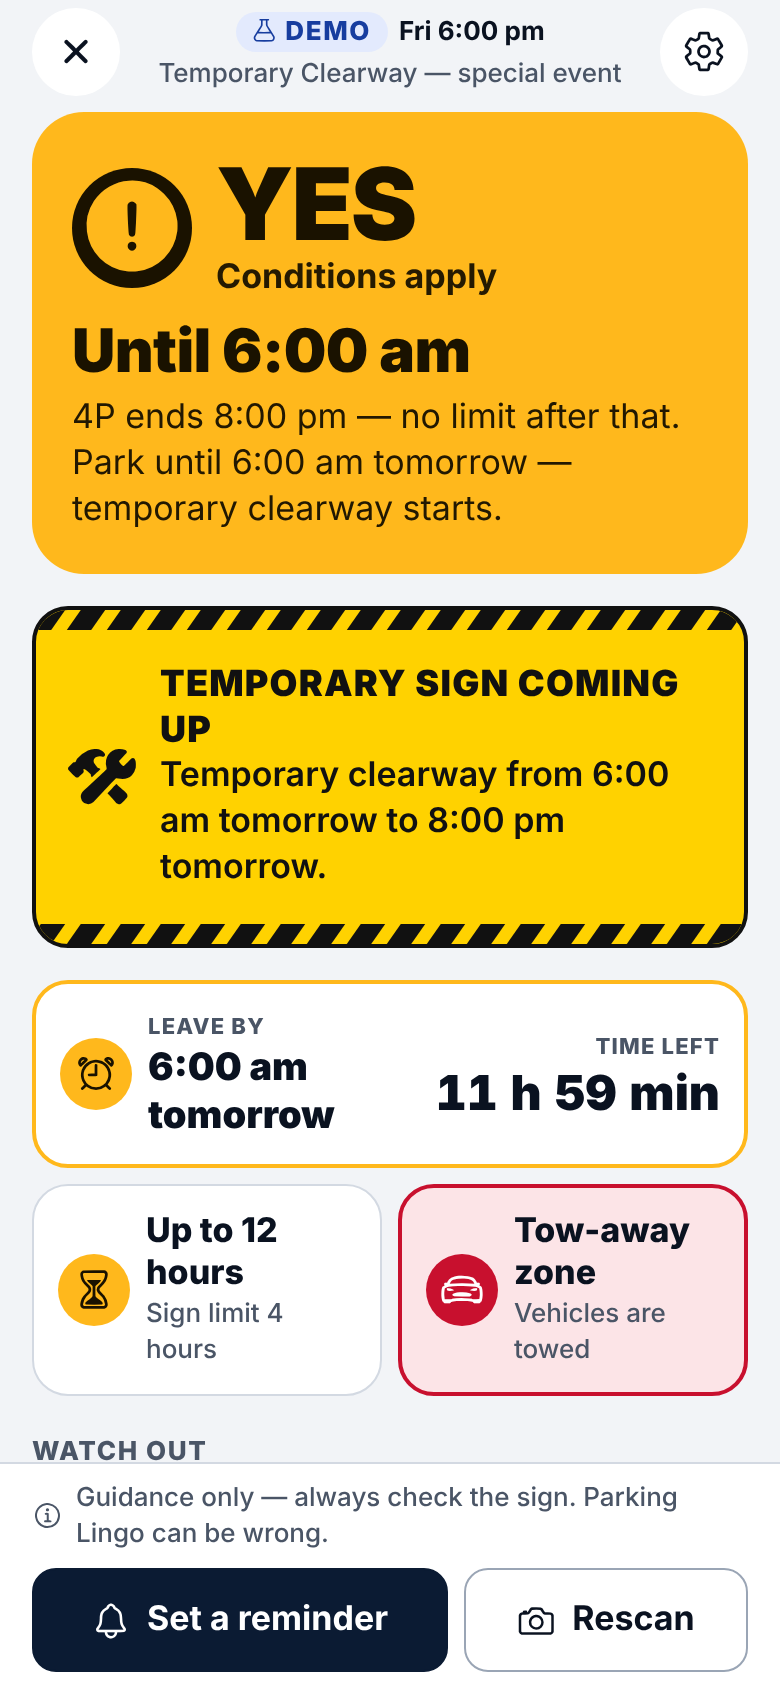 DEMO Fri 6:00 pm
Temporary Clearway — special event
YES
Conditions apply
Until 6:00 am
4P ends 8:00 pm — no limit after that.
Park until 6:00 am tomorrow —
temporary clearway starts.
TEMPORARY SIGN COMING
UP
Temporary clearway from 6:00
am tomorrow to 8:00 pm
tomorrow.
LEAVE BY
6:00 am
tomorrow
TIME LEFT
11 h 59 min
Up to 12
hours
Sign limit 4
hours
Tow-away
zone
Vehicles are
towed
WATCH OUT
Guidance only — always check the sign. Parking
Lingo can be wrong.
Set a reminder
Rescan